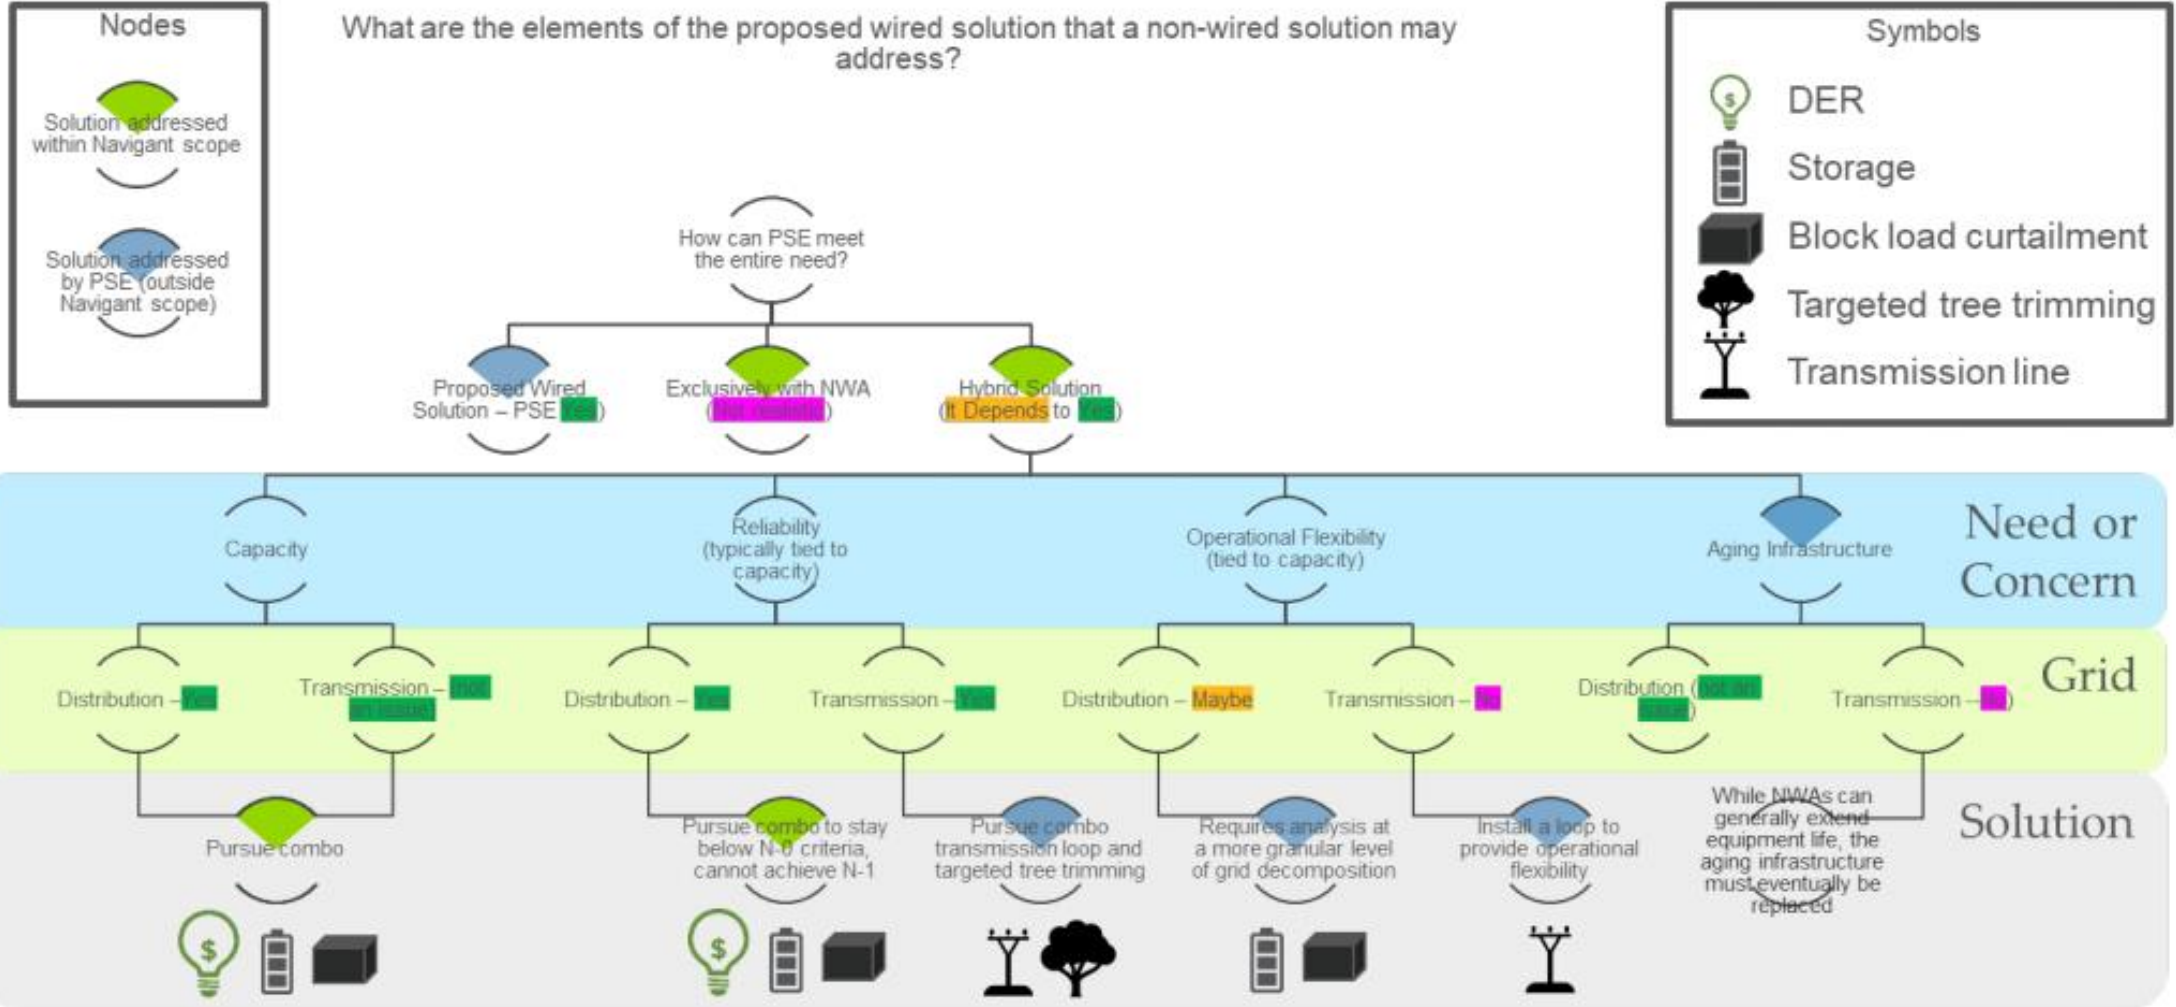 Nodes
Solution addressed
within Navigant scope
Solution addressed
by PSE (outside
Navigant scope)
What are the elements of the proposed wired solution that a non-wired solution may
address?
Symbols
$ DER
Storage
Block load curtailment
Targeted tree trimming
Transmission line
How can PSE meet
the entire need?
Proposed Wired
Solution – PSE Yes)
Exclusively with NWA
(Not realistic)
Hybrid Solution
(It Depends to Yes)
Need or
Concern
Capacity
Reliability
(typically tied to
capacity)
Operational Flexibility
(tied to capacity)
Aging Infrastructure
Grid
Distribution –Yes
Transmission – (not
an issue)
Distribution – Yes
Transmission – Yes
Distribution – Maybe
Transmission – No
Distribution (not an
issue)
Transmission – No)
Solution
Pursue combo
Pursue combo to stay
below N-0 criteria,
cannot achieve N-1
Pursue combo
transmission loop and
targeted tree trimming
Requires analysis at
a more granular level
of grid decomposition
Install a loop to
provide operational
flexibility
While NWAs can
generally extend
equipment life, the
aging infrastructure
must eventually be
replaced
$
$